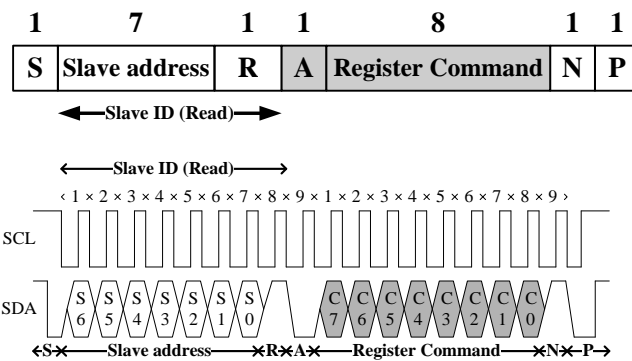 1 7 1 1 8 1 1
S Slave address R A Register Command N P
Slave ID (Read)
Slave ID (Read)
‹ 1 × 2 × 3 × 4 × 5 × 6 × 7 × 8 × 9 × 1 × 2 × 3 × 4 × 5 × 6 × 7 × 8 × 9 ›
SCL
SDA S6 S5 S4 S3 S2 S1 S0 C7 C6 C5 C4 C3 C2 C1 C0
S Slave address R A Register Command N P